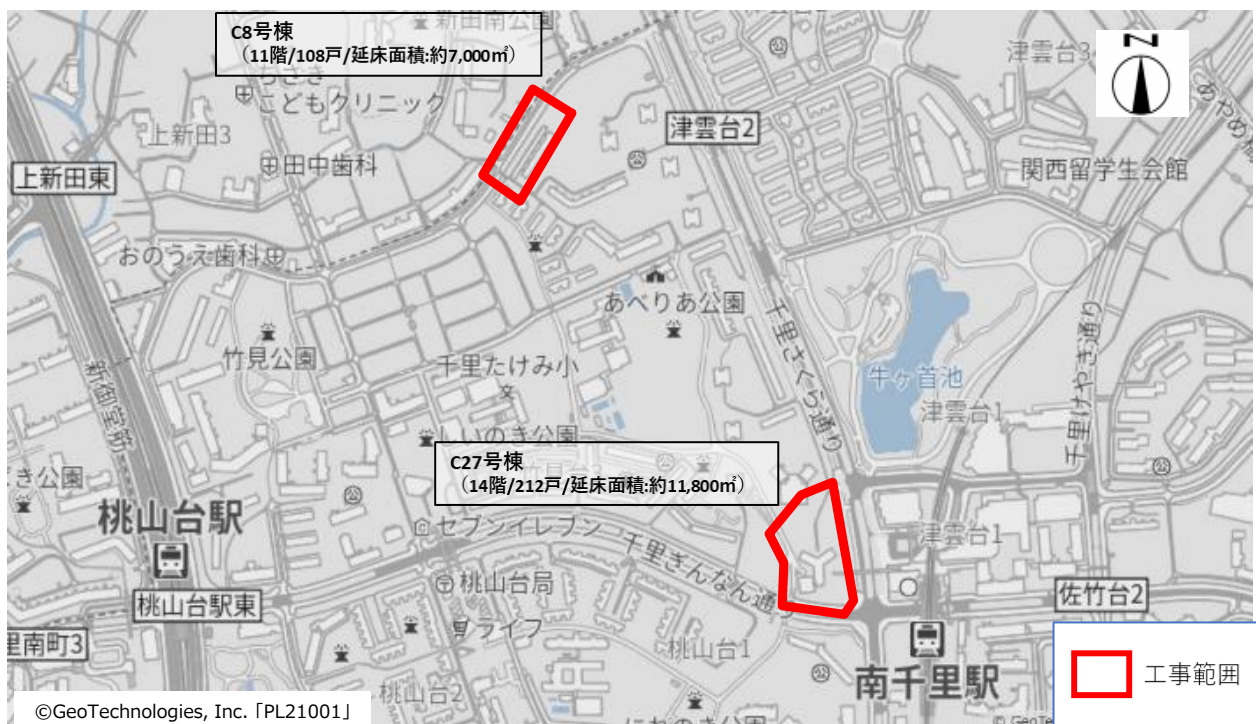 C8号棟
（11階/108戸/延床面積:約7,000㎡）
新田南公園
津雲台3
N
ちさき
こどもクリニック
津雲台2
上新田3
田中歯科
関西留学生会館
上新田東
おのうえ歯科
あべりあ公園
千里さくら通り
牛ヶ首池
竹見公園
千里たけみ小
新御堂筋
津雲台1
千里けやき通り
しいのき公園
C27号棟
（14階/212戸/延床面積:約11,800㎡）
き公園
桃山台駅
セブンイレブン
千里ぎんなん通り
津雲台1
桃山台局
桃山台駅東
佐竹台2
ライフ
里南町3
桃山台1
南千里駅
工事範囲
桃山台2
©GeoTechnologies, Inc.「PL21001」